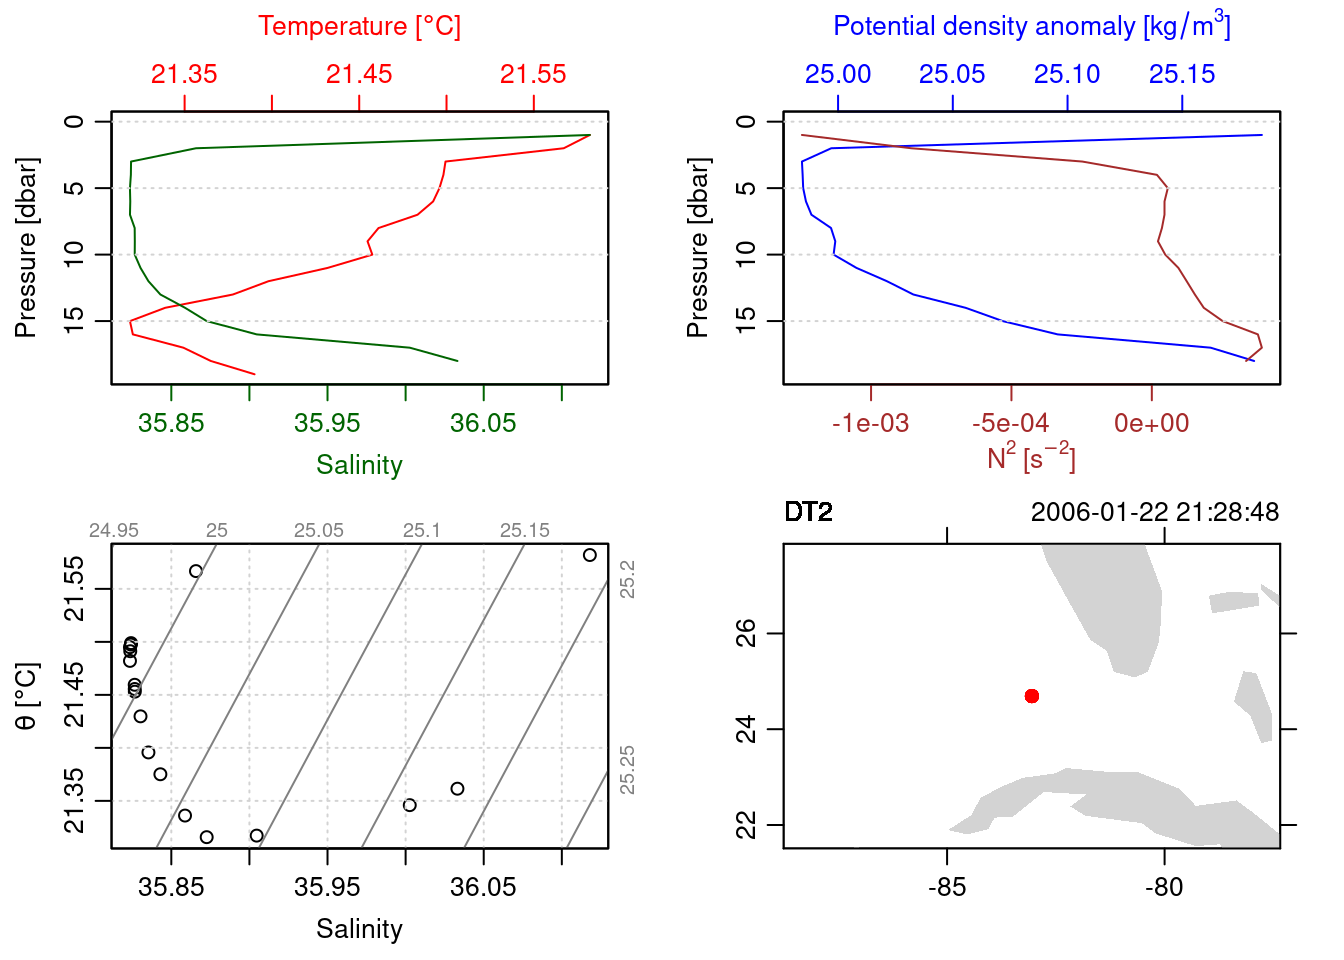 Temperature [°C]
21.35 21.45 21.55
0
5
10
15
Pressure [dbar]
35.85 35.95 36.05
Salinity
Potential density anomaly [kg/m³]
25.00 25.05 25.10 25.15
0
5
10
15
Pressure [dbar]
-1e-03 -5e-04 0e+00
N² [s⁻²]
24.95 25 25.05 25.1 25.15
25.2
25.25
21.55
21.45
21.35
θ [°C]
35.85 35.95 36.05
Salinity
DT2 2006-01-22 21:28:48
26
24
22
-85 -80